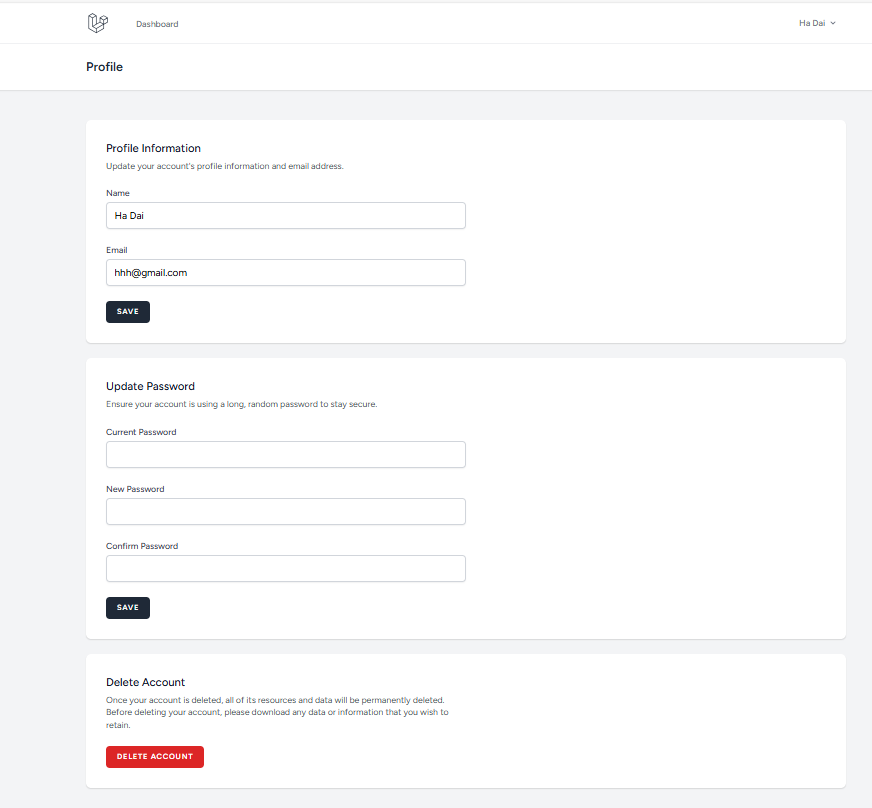 Dashboard
Ha Dai
Profile
Profile Information
Update your account's profile information and email address.
Name
Ha Dai
Email
hhh@gmail.com
SAVE
Update Password
Ensure your account is using a long, random password to stay secure.
Current Password
New Password
Confirm Password
SAVE
Delete Account
Once your account is deleted, all of its resources and data will be permanently deleted.
Before deleting your account, please download any data or information that you wish to
retain.
DELETE ACCOUNT